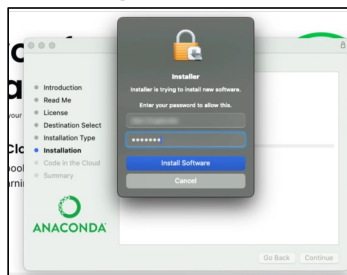 Installer
Installer is trying to install new software.
Enter your password to allow this.
Install Software
Cancel
Introduction
Read Me
License
Destination Select
Installation Type
Installation
Code in the Cloud
Summary
ANACONDA
Go Back
Continue
your